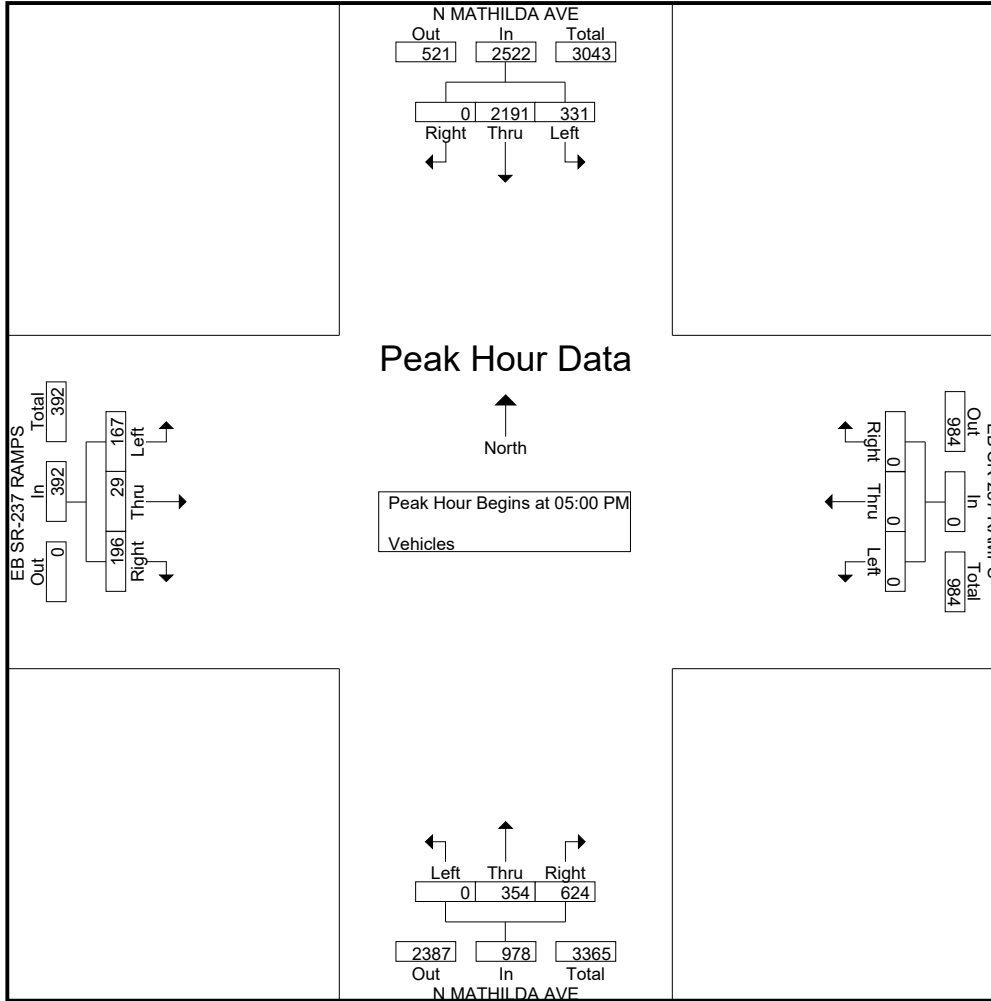 N MATHILDA AVE
Out In Total
521 2522 3043
0 2191 331
Right Thru Left
Peak Hour Data
North
Peak Hour Begins at 05:00 PM
Vehicles
EB SR-237 RAMPS
Out In Total
0 392 392
Left Thru Right
167 29 196
Right Thru Left
0 0 0
Out In Total
984 0 984
Left Thru Right
0 354 624
2387 978 3365
Out In Total
N MATHILDA AVE